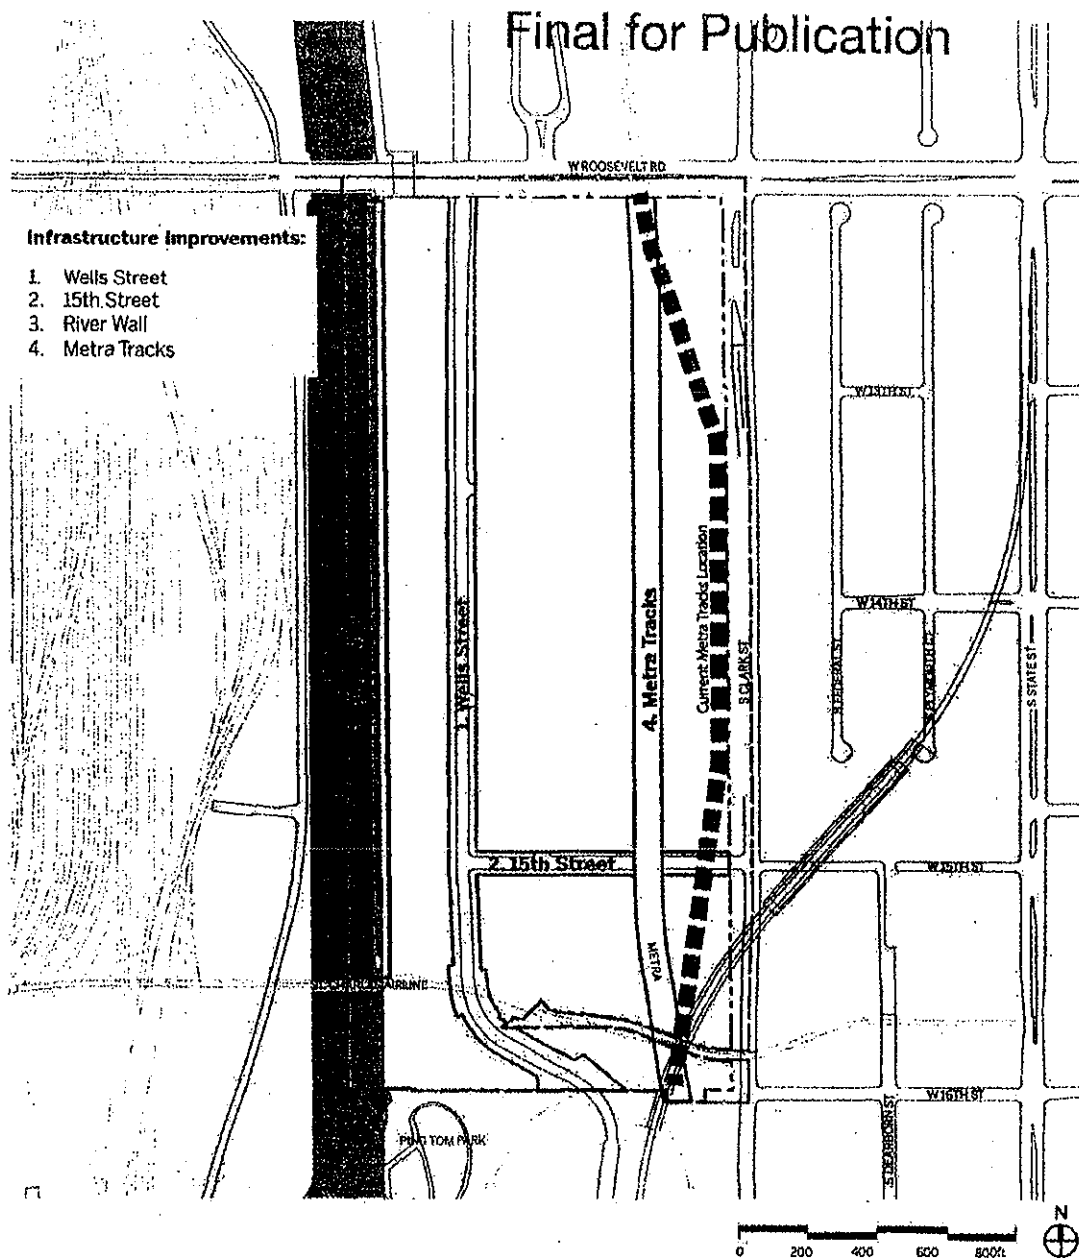 Final for Publication
W ROOSEVELT RD
Infrastructure Improvements:
1. Wells Street
2. 15th Street
3. River Wall
4. Metra Tracks
W 13TH ST
W 14TH ST
1. Wells Street
4. Metra Tracks
Current Metra Tracks Location
S CLARK ST
S FEDERAL ST
S PLYMOUTH CT
S STATE ST
2. 15th Street
W 15TH ST
METRA
AIRLINE
W 16TH ST
S DEARBORN ST
PING TOM PARK
N
0 200 400 600 800ft